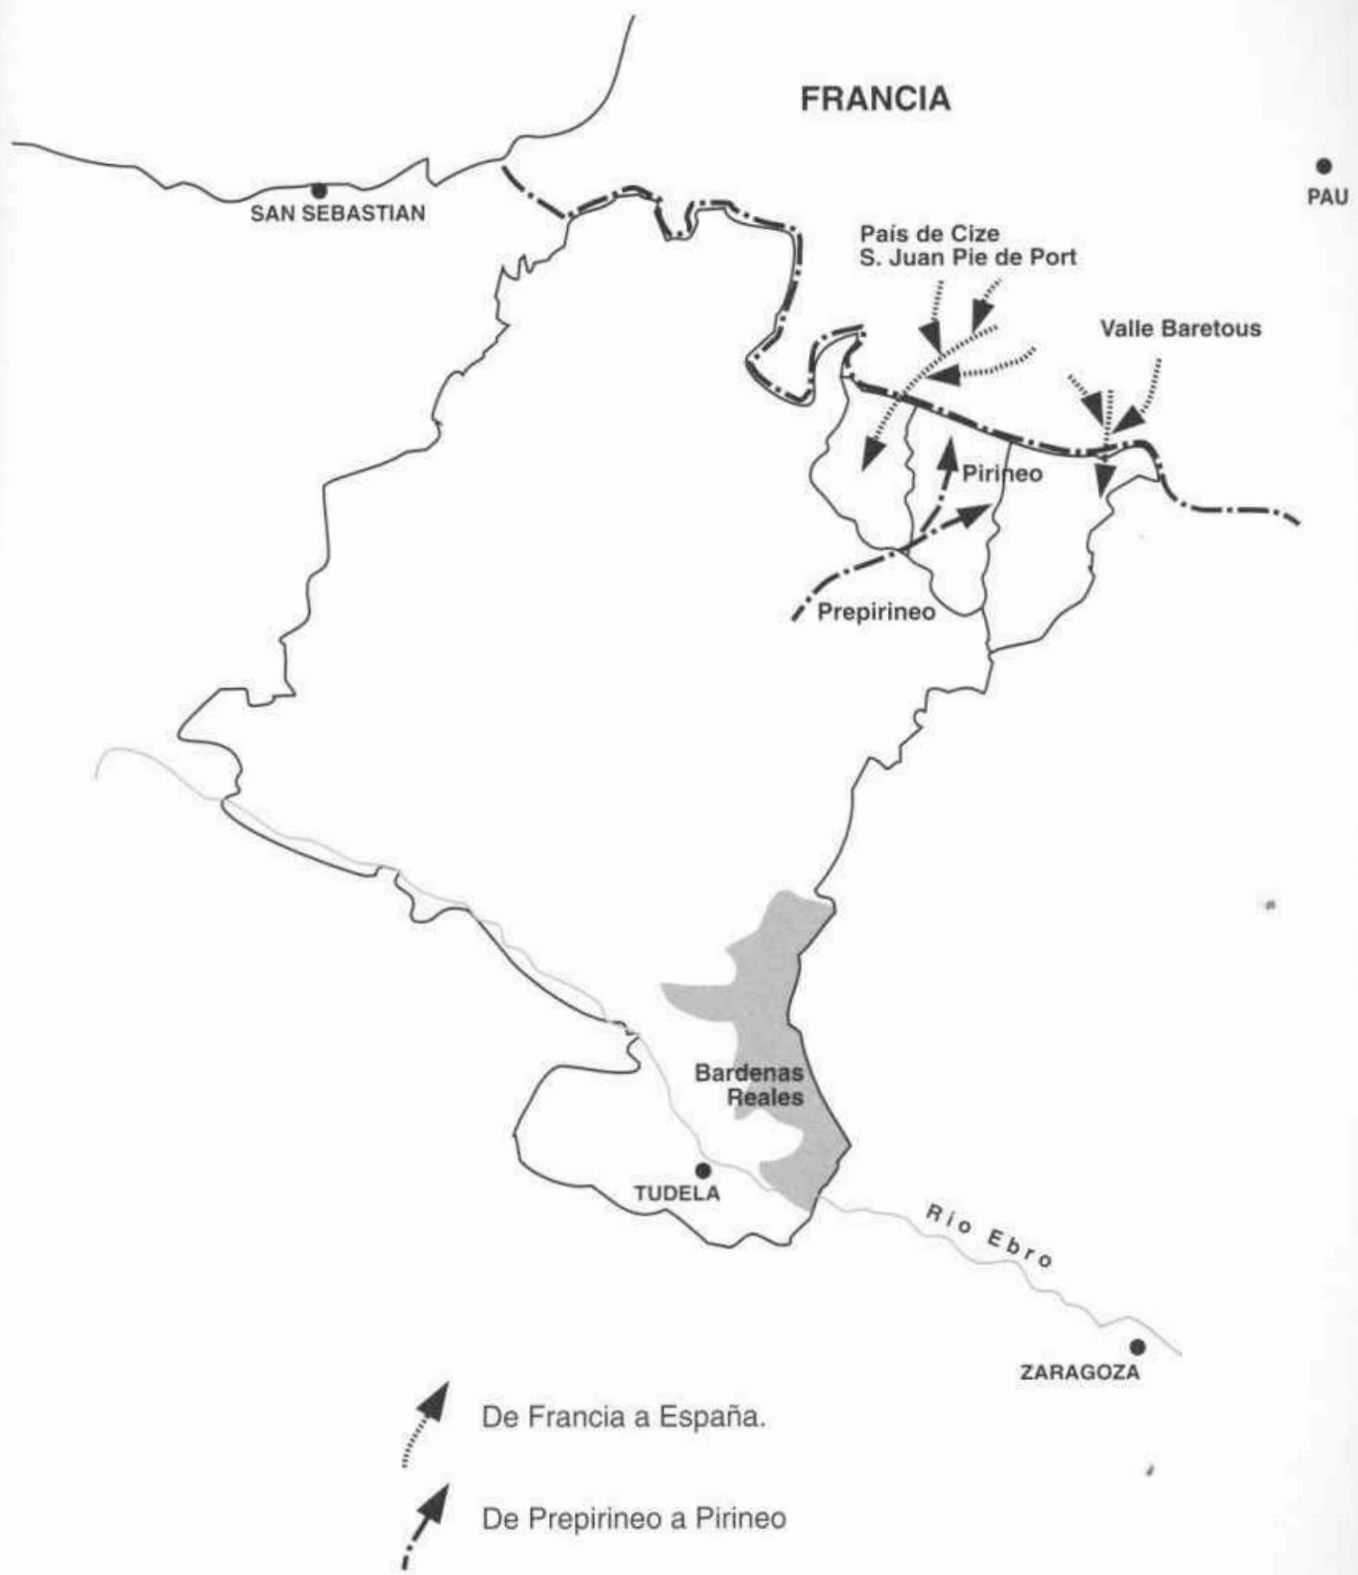 FRANCIA
PAU
SAN SEBASTIAN
País de Cize
S. Juan Pie de Port
Valle Baretous
Pirineo
Prepirineo
Bardenas
Reales
TUDELA
Rio Ebro
ZARAGOZA
De Francia a España.
De Prepirineo a Pirineo